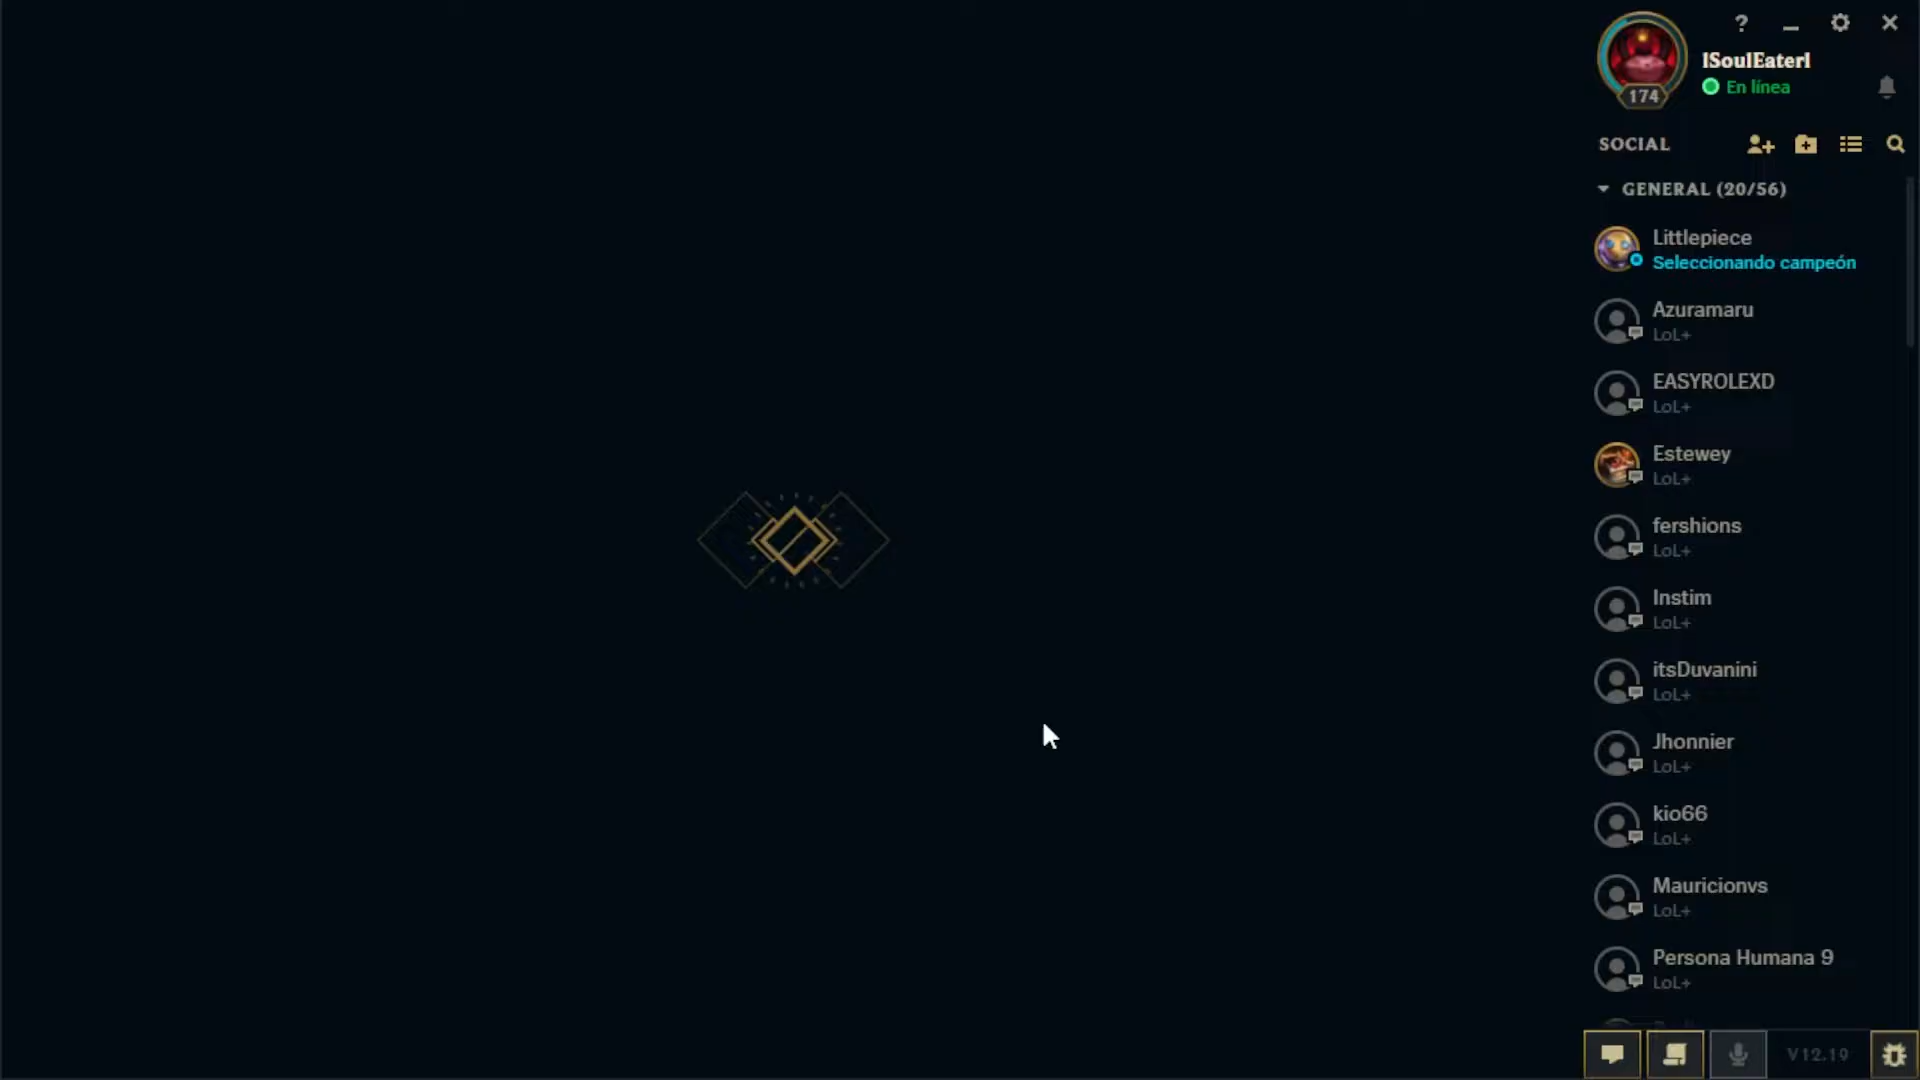 ?
lSoulEaterl
En línea
174
SOCIAL
GENERAL (20/56)
Littlepiece
Seleccionando campeón
Azuramaru
LoL+
EASYROLEXD
LoL+
Estewey
LoL+
fershions
LoL+
Instim
LoL+
itsDuvanini
LoL+
Jhonnier
LoL+
kio66
LoL+
Mauricionvs
LoL+
Persona Humana 9
LoL+
V12.19